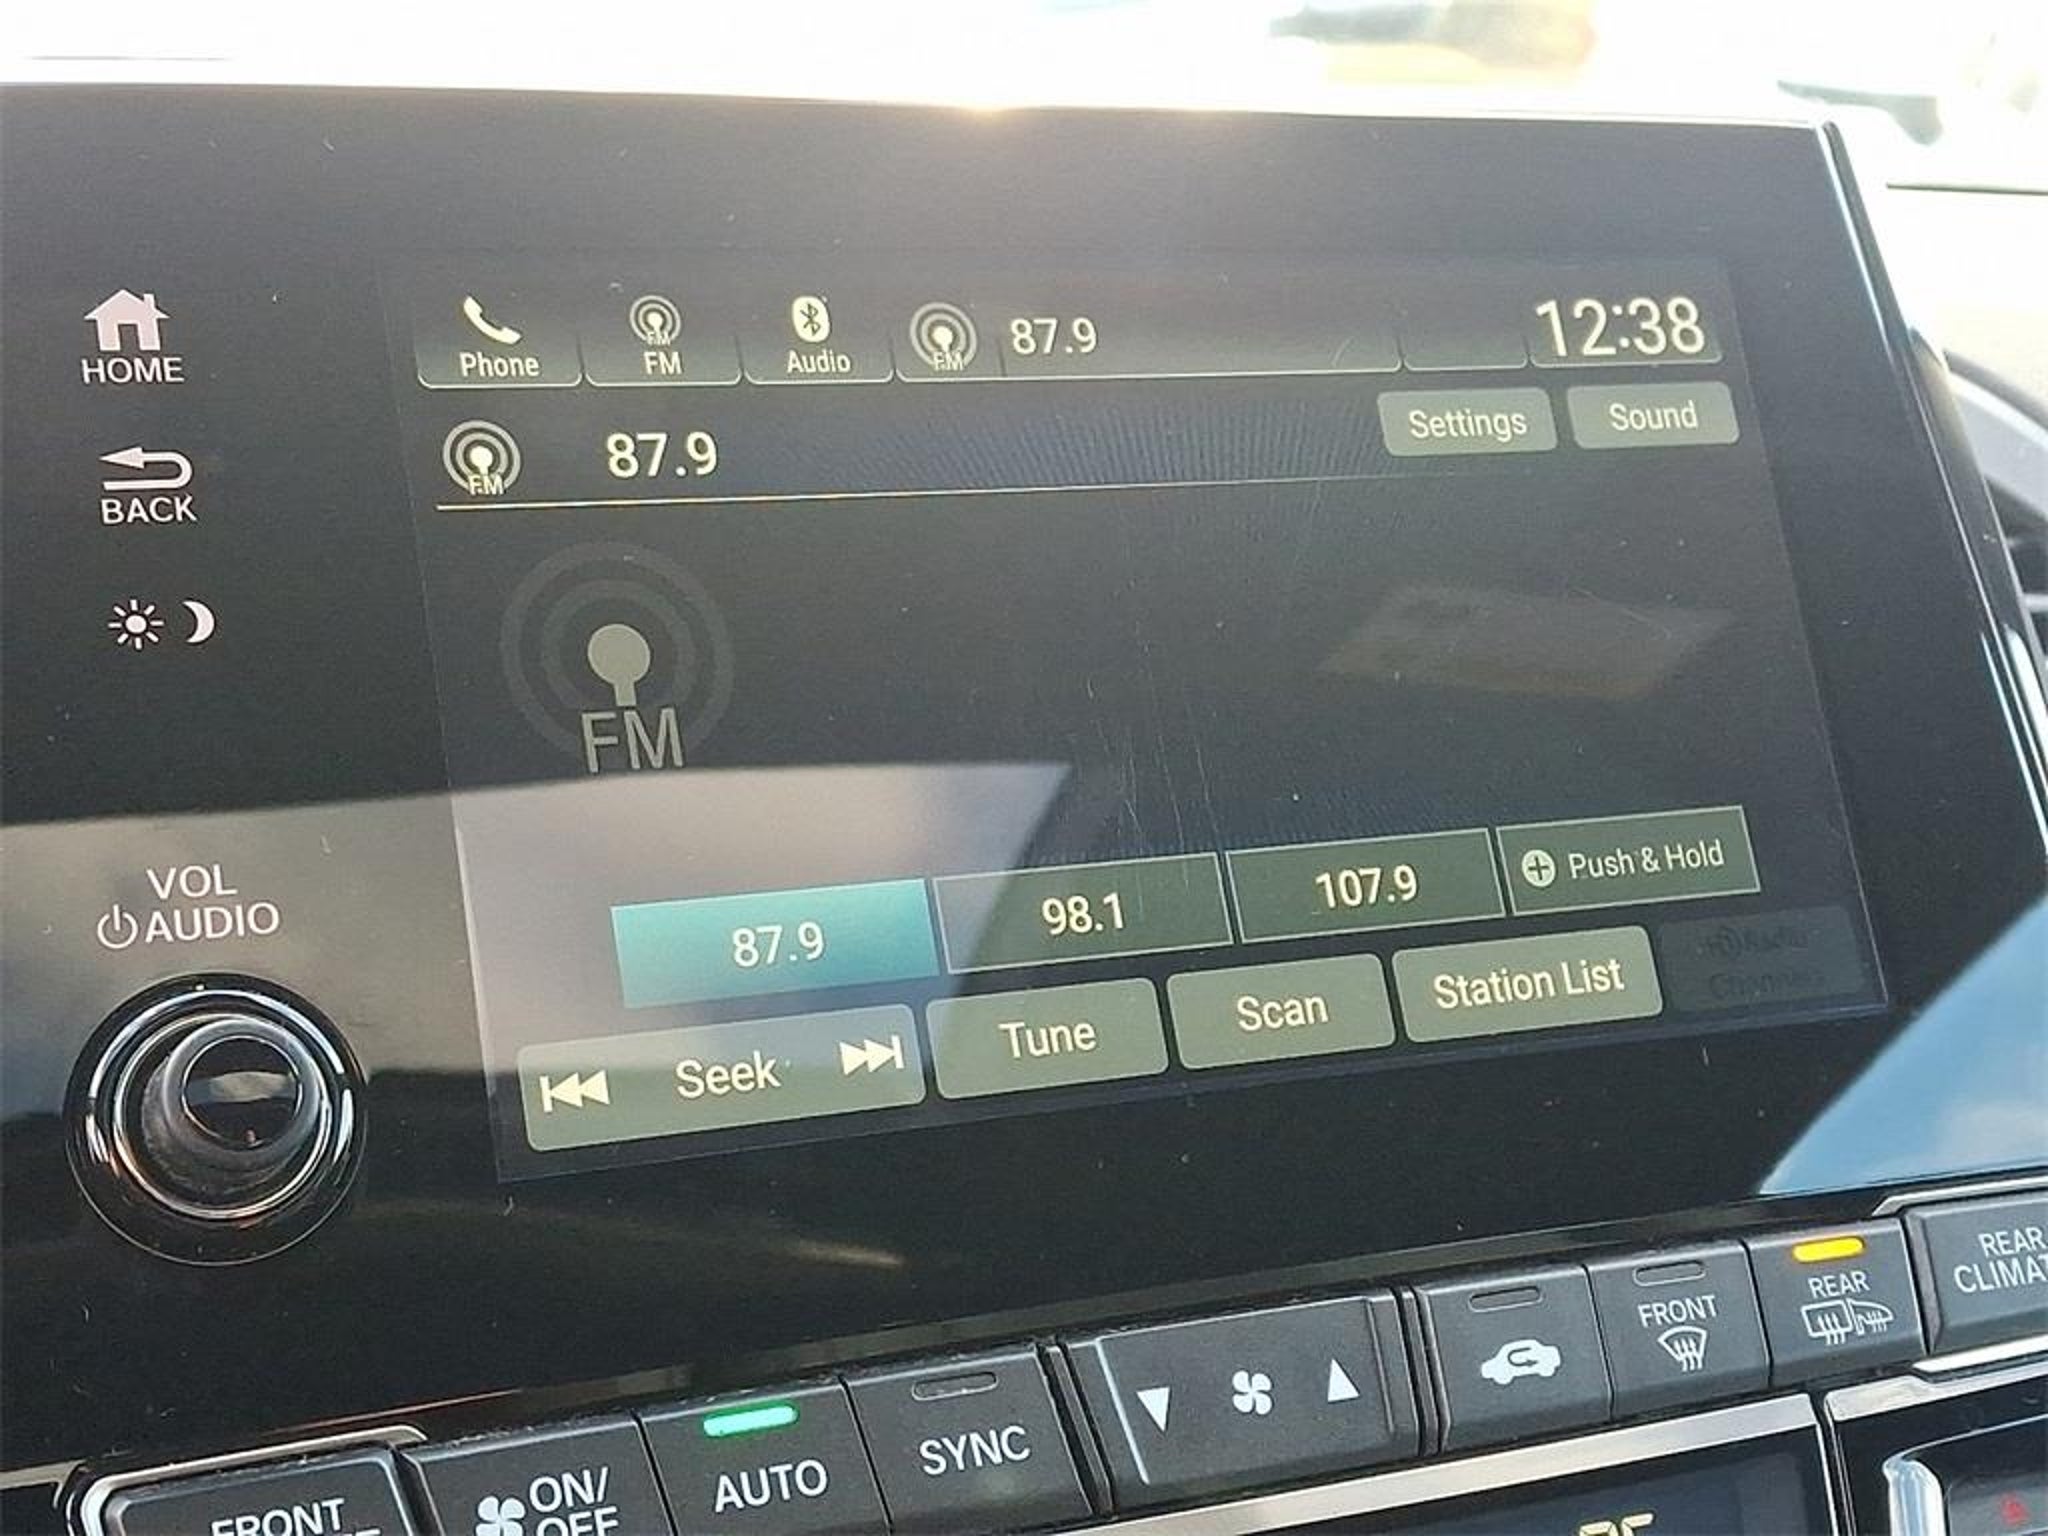 HOME
BACK
VOL
AUDIO
Phone
FM
FM
Audio
FM
87.9
12:38
FM
87.9
Settings
Sound
FM
87.9
98.1
107.9
Push & Hold
Seek
Tune
Scan
Station List
FRONT
ON/
OFF
AUTO
SYNC
FRONT
REAR
REAR